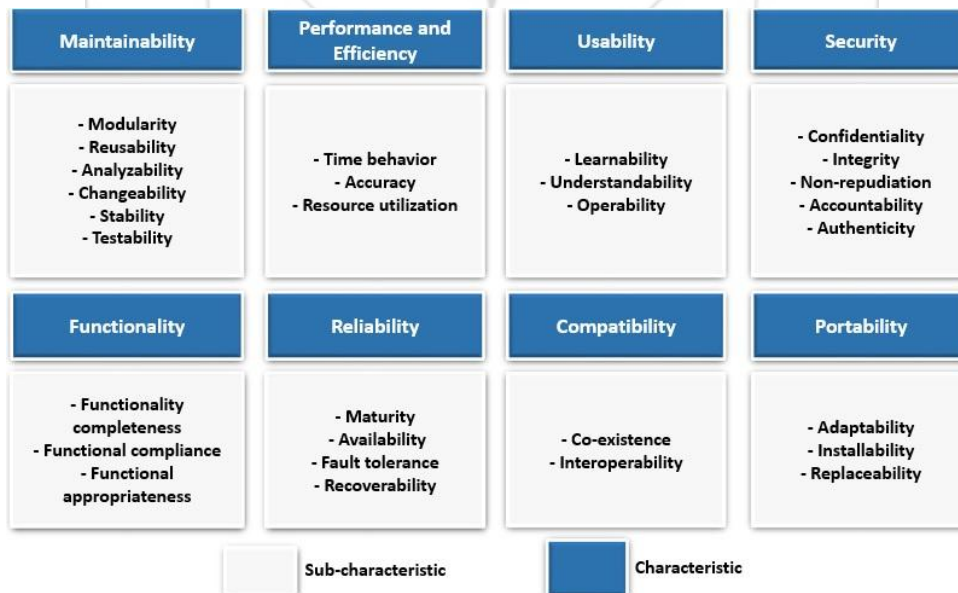 Maintainability
Performance and
Efficiency
Usability
Security
- Modularity
- Reusability
- Analyzability
- Changeability
- Stability
- Testability
- Time behavior
- Accuracy
- Resource utilization
- Learnability
- Understandability
- Operability
- Confidentiality
- Integrity
- Non-repudiation
- Accountability
- Authenticity
Functionality
Reliability
Compatibility
Portability
- Functionality
completeness
- Functional compliance
- Functional
appropriateness
- Maturity
- Availability
- Fault tolerance
- Recoverability
- Co-existence
- Interoperability
- Adaptability
- Installability
- Replaceability
Sub-characteristic
Characteristic